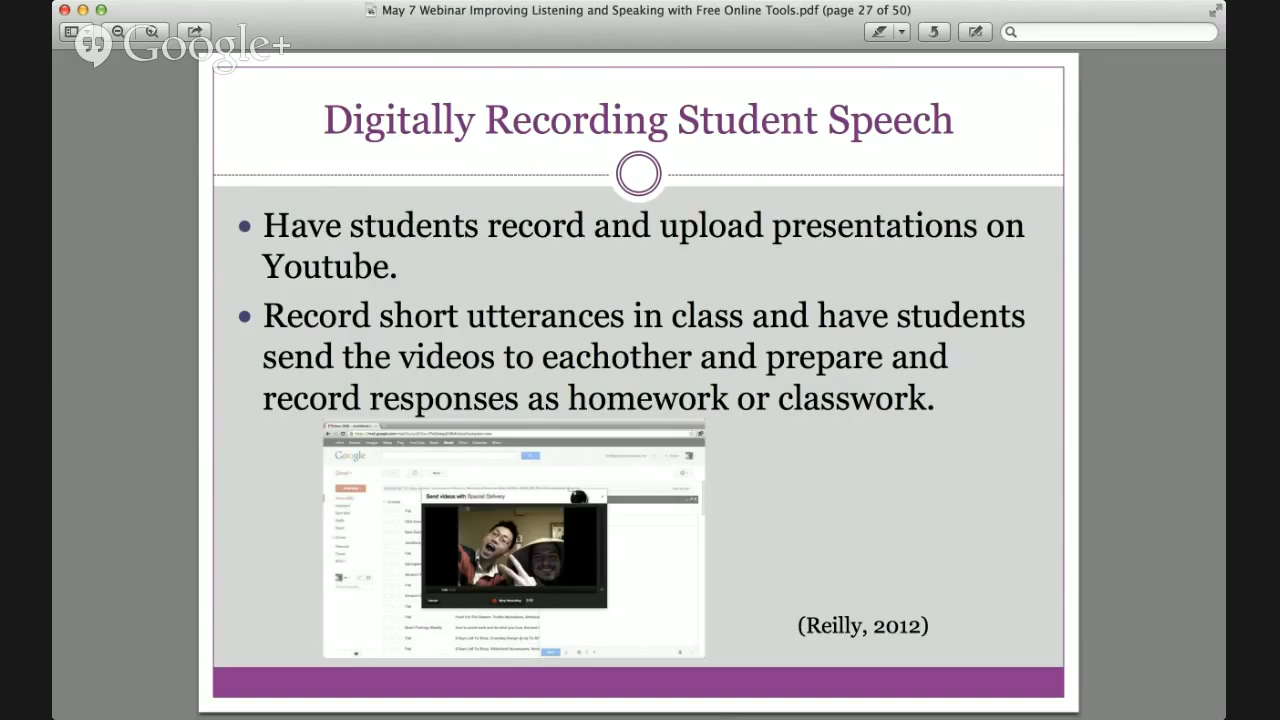 May 7 Webinar Improving Listening and Speaking with Free Online Tools.pdf (page 27 of 50)
Google+
Digitally Recording Student Speech
• Have students record and upload presentations on
Youtube.
• Record short utterances in class and have students
send the videos to eachother and prepare and
record responses as homework or classwork.
Google
Send videos with Special Delivery
(Reilly, 2012)